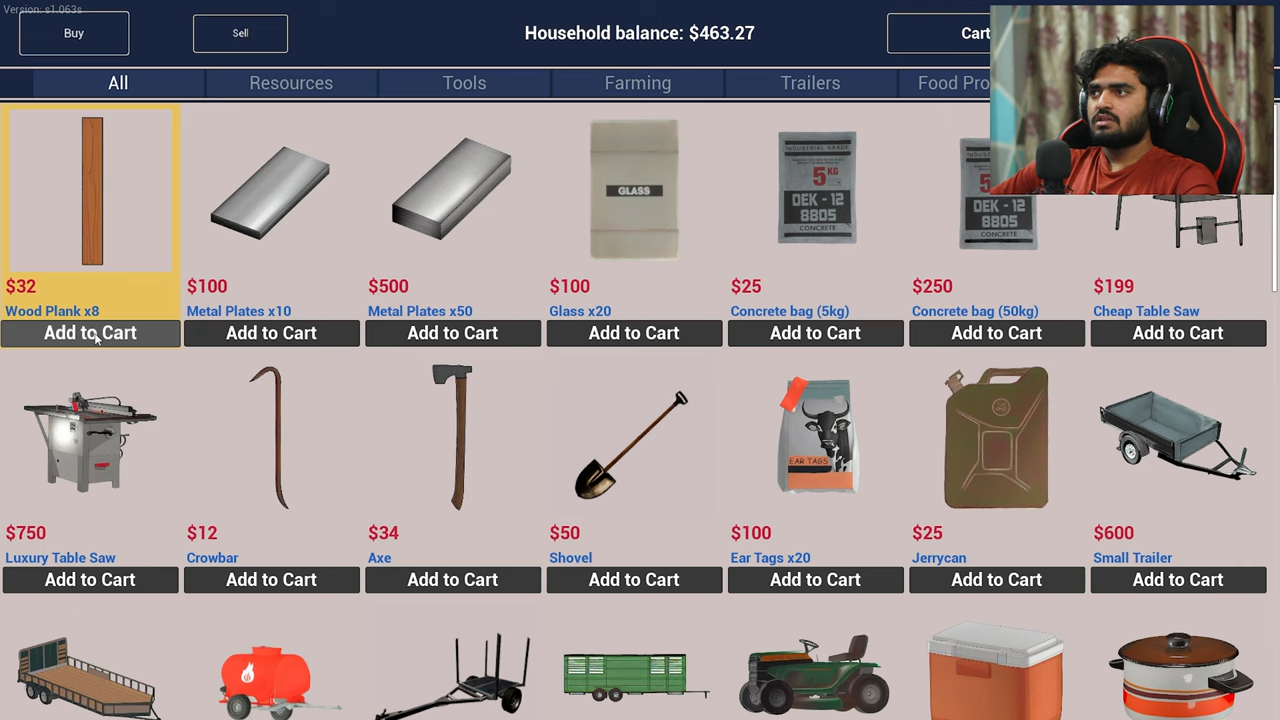 Version: s1.063s
Buy
Sell
Household balance: $463.27
Cart
All
Resources
Tools
Farming
Trailers
Food Pro
GLASS
INDUSTRIAL GRADE
5 KG
DEK - 12
8805
CONCRETE
5
DEK - 12
8805
CONCRETE
$32
$100
$500
$100
$25
$250
$199
Wood Plank x8
Metal Plates x10
Metal Plates x50
Glass x20
Concrete bag (5kg)
Concrete bag (50kg)
Cheap Table Saw
Add to Cart
Add to Cart
Add to Cart
Add to Cart
Add to Cart
Add to Cart
Add to Cart
EAR TAGS
$750
$12
$34
$50
$100
$25
$600
Luxury Table Saw
Crowbar
Axe
Shovel
Ear Tags x20
Jerrycan
Small Trailer
Add to Cart
Add to Cart
Add to Cart
Add to Cart
Add to Cart
Add to Cart
Add to Cart